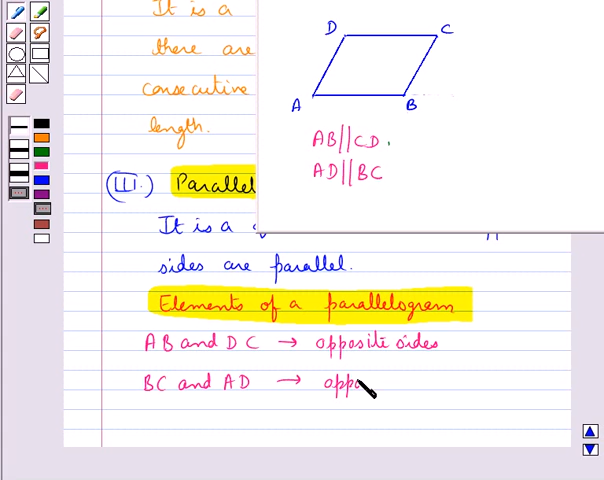 It is a
there are
consecutive
length.
D C
A B
AB||CD.
AD||BC
(III.) Parallel
It is a
sides are parallel.
Elements of a parallelogram
AB and DC → opposite sides
BC and AD → oppo